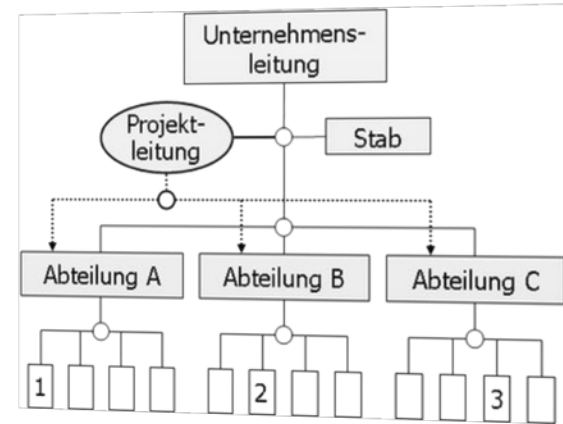 Unternehmens-
leitung
Projekt-
leitung
Stab
Abteilung A
Abteilung B
Abteilung C
1
2
3